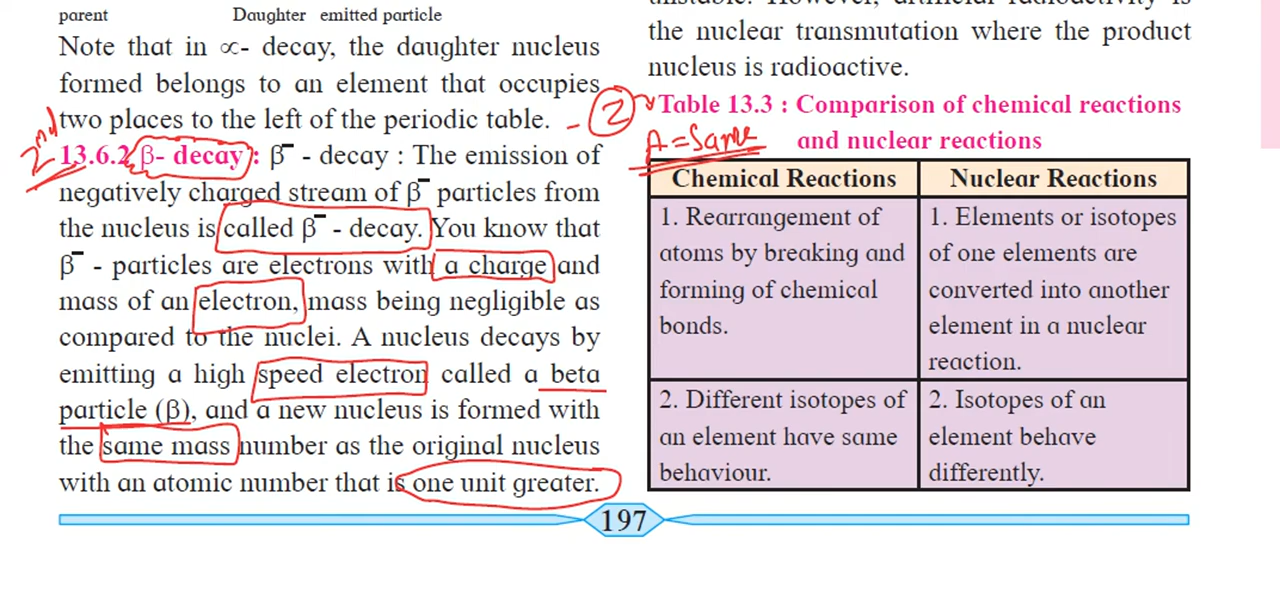 parent Daughter emitted particle
Note that in ∝- decay, the daughter nucleus
formed belongs to an element that occupies
two places to the left of the periodic table. - 2
2nd
13.6.2 β- decay : β⁻ - decay : The emission of
negatively charged stream of β⁻ particles from
the nucleus is called β⁻ - decay. You know that
β⁻ - particles are electrons with a charge and
mass of an electron, mass being negligible as
compared to the nuclei. A nucleus decays by
emitting a high speed electron called a beta
particle (β), and a new nucleus is formed with
the same mass number as the original nucleus
with an atomic number that is one unit greater.
the nuclear transmutation where the product
nucleus is radioactive.
Table 13.3 : Comparison of chemical reactions
and nuclear reactions
A = Same
Chemical Reactions
Nuclear Reactions
1. Rearrangement of
atoms by breaking and
forming of chemical
bonds.
1. Elements or isotopes
of one elements are
converted into another
element in a nuclear
reaction.
2. Different isotopes of
an element have same
behaviour.
2. Isotopes of an
element behave
differently.
197